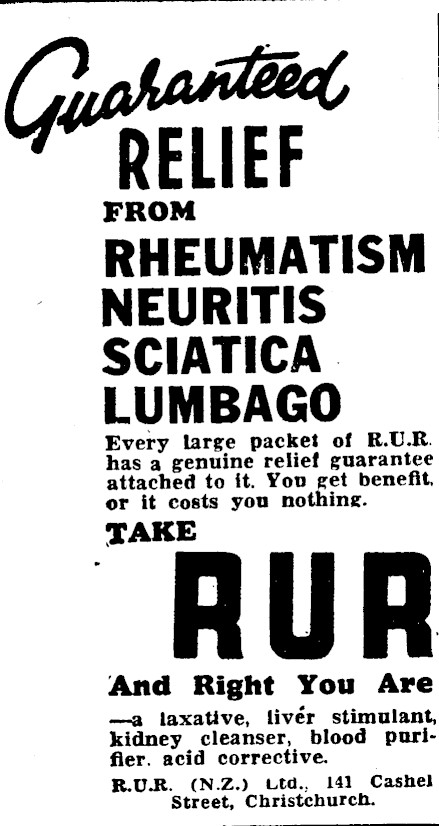 Guaranteed
RELIEF
FROM
RHEUMATISM
NEURITIS
SCIATICA
LUMBAGO
Every large packet of R.U.R.
has a genuine relief guarantee
attached to it. You get benefit,
or it costs you nothing.
TAKE
RUR
And Right You Are
—a laxative, liver stimulant,
kidney cleanser, blood puri-
fier, acid corrective.
R.U.R. (N.Z.) Ltd., 141 Cashel
Street, Christchurch.